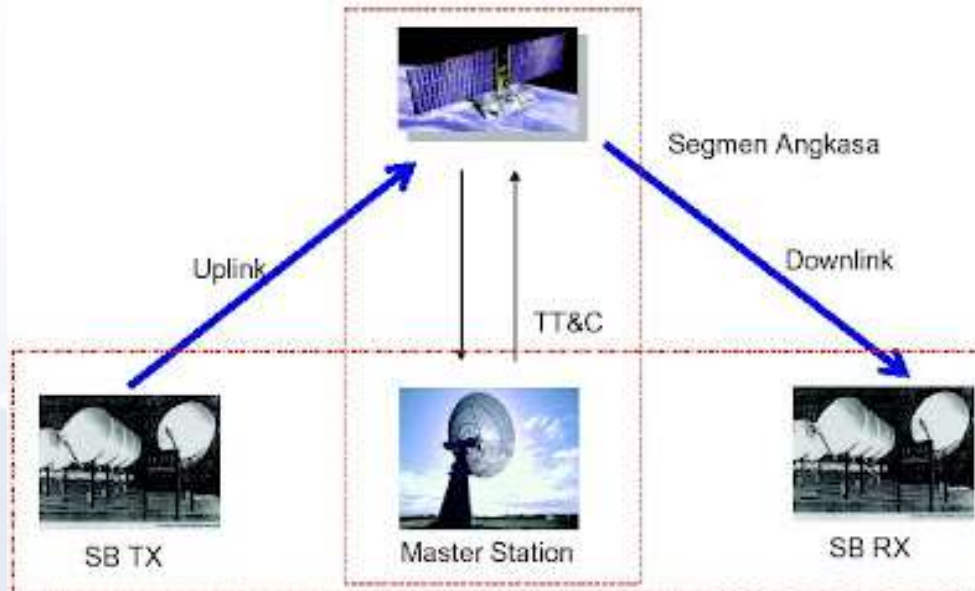 Segmen Angkasa
Uplink
Downlink
TT&C
SB TX
Master Station
SB RX